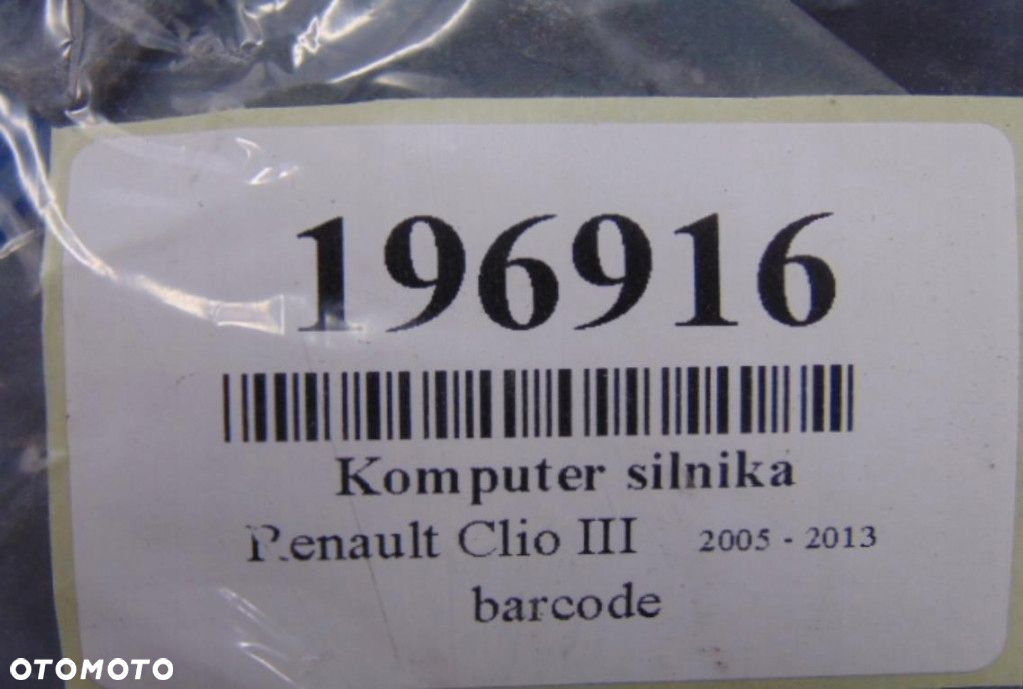 196916
Komputer silnika
Renault Clio III 2005 - 2013
barcode
OTOMOTO